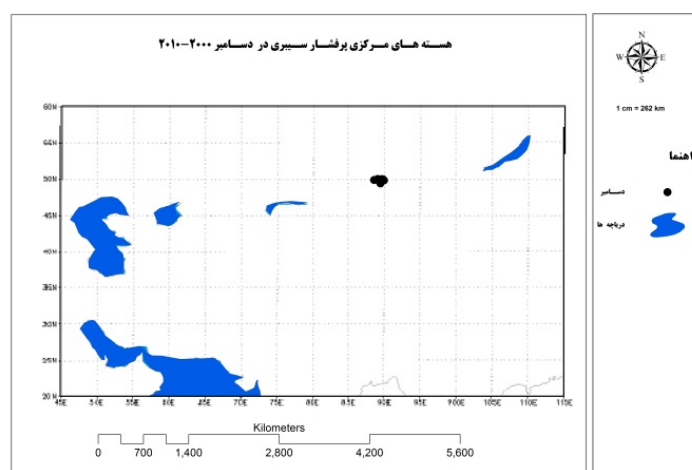 هسته های مرکزی پرفشار سیبری در دسامبر ۲۰۰۰-۲۰۱۰
N
W E
S
1 cm = 262 km
اهنما
دسامبر
دریاچه ها
60N
55N
50N
45N
40N
35N
30N
25N
20N
45E 50E 55E 60E 65E 70E 75E 80E 85E 90E 95E 100E 105E 110E 115E
Kilometers
0 700 1,400 2,800 4,200 5,600